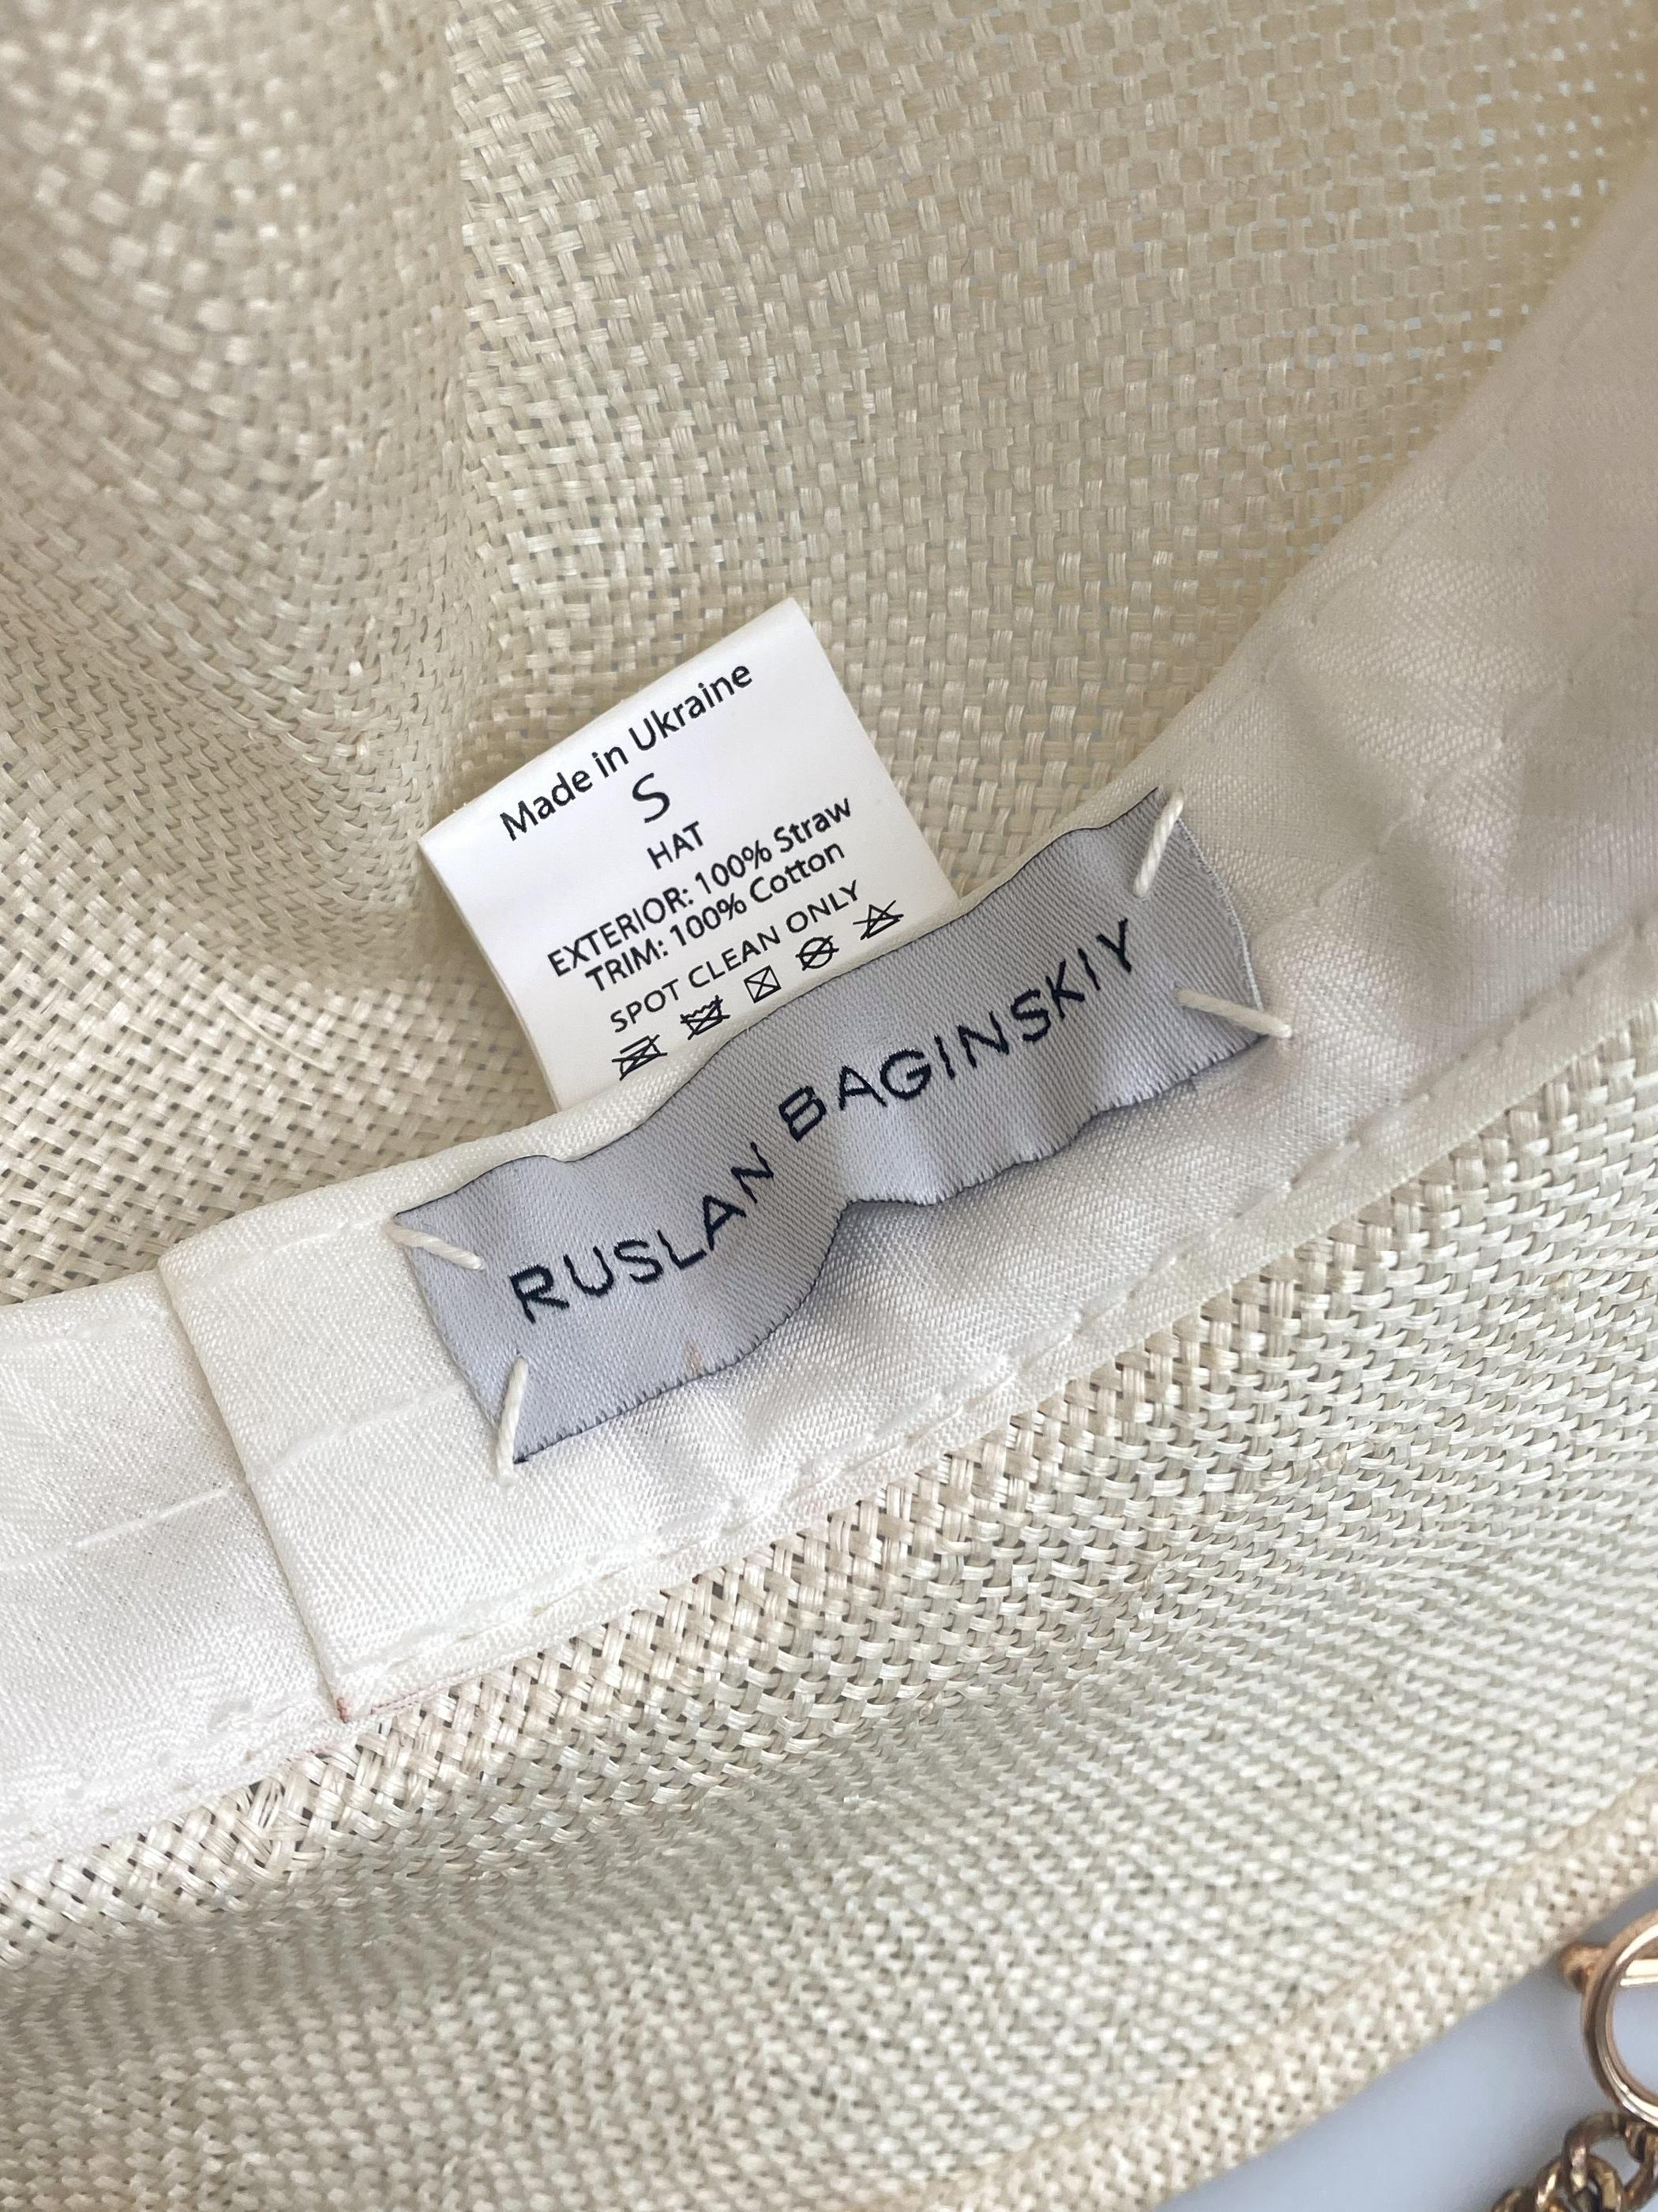 Made in Ukraine
S
HAT
EXTERIOR: 100% Straw
TRIM: 100% Cotton
SPOT CLEAN ONLY
RUSLAN BAGINSKIY